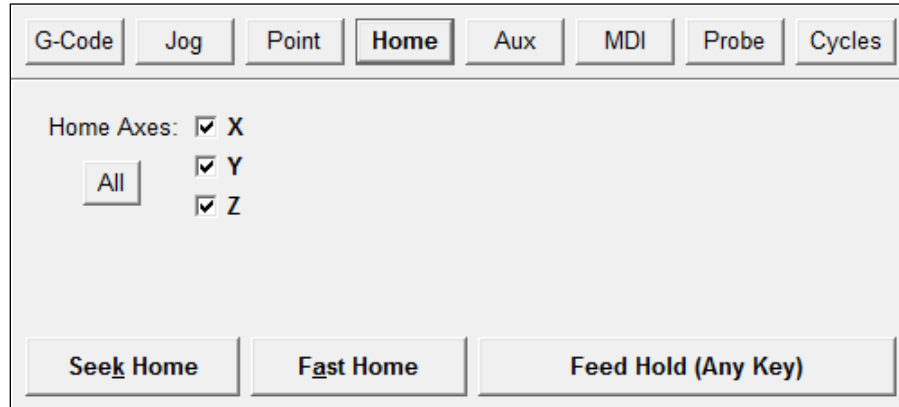 G-Code Jog Point Home Aux MDI Probe Cycles
Home Axes: X
Y
All
Z
Seek Home Fast Home Feed Hold (Any Key)